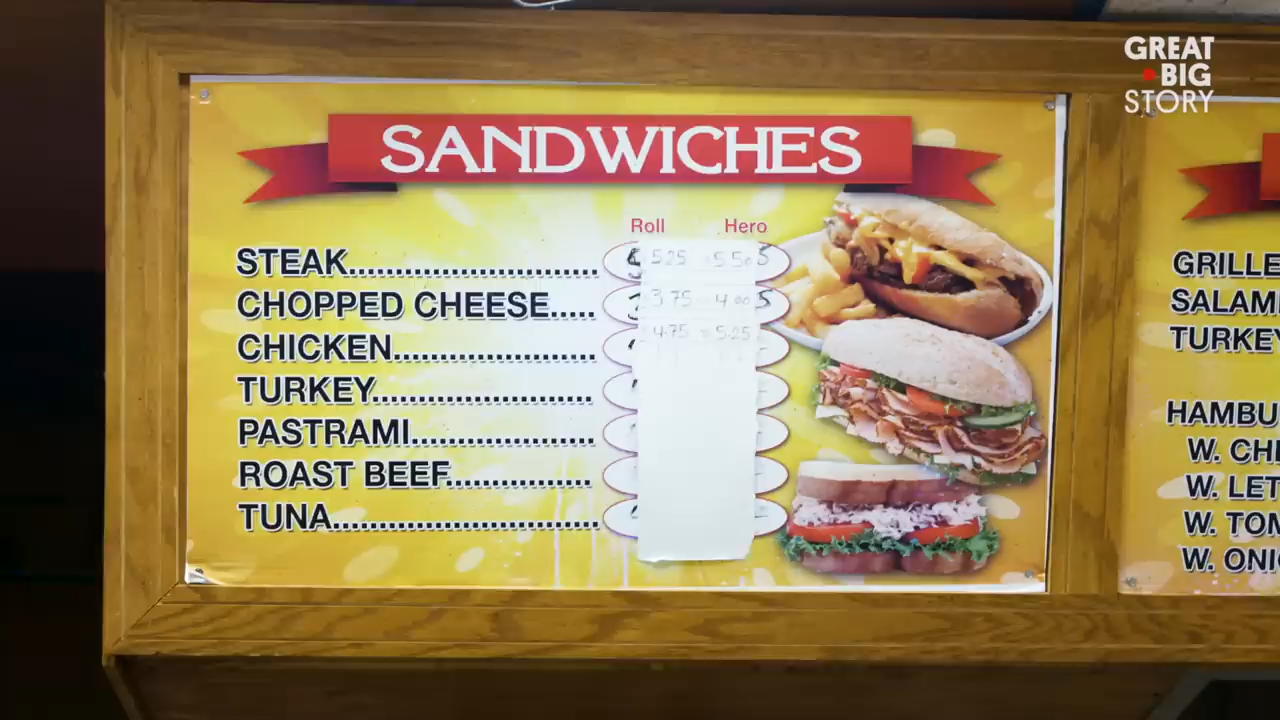 GREAT
BIG
STORY
SANDWICHES
Roll Hero
STEAK 5.25 5.50
CHOPPED CHEESE 3.75 4.00
CHICKEN 4.75 5.25
TURKEY
PASTRAMI
ROAST BEEF
TUNA
GRILLE
SALAM
TURKEY
HAMBU
W. CH
W. LET
W. TOM
W. ONI